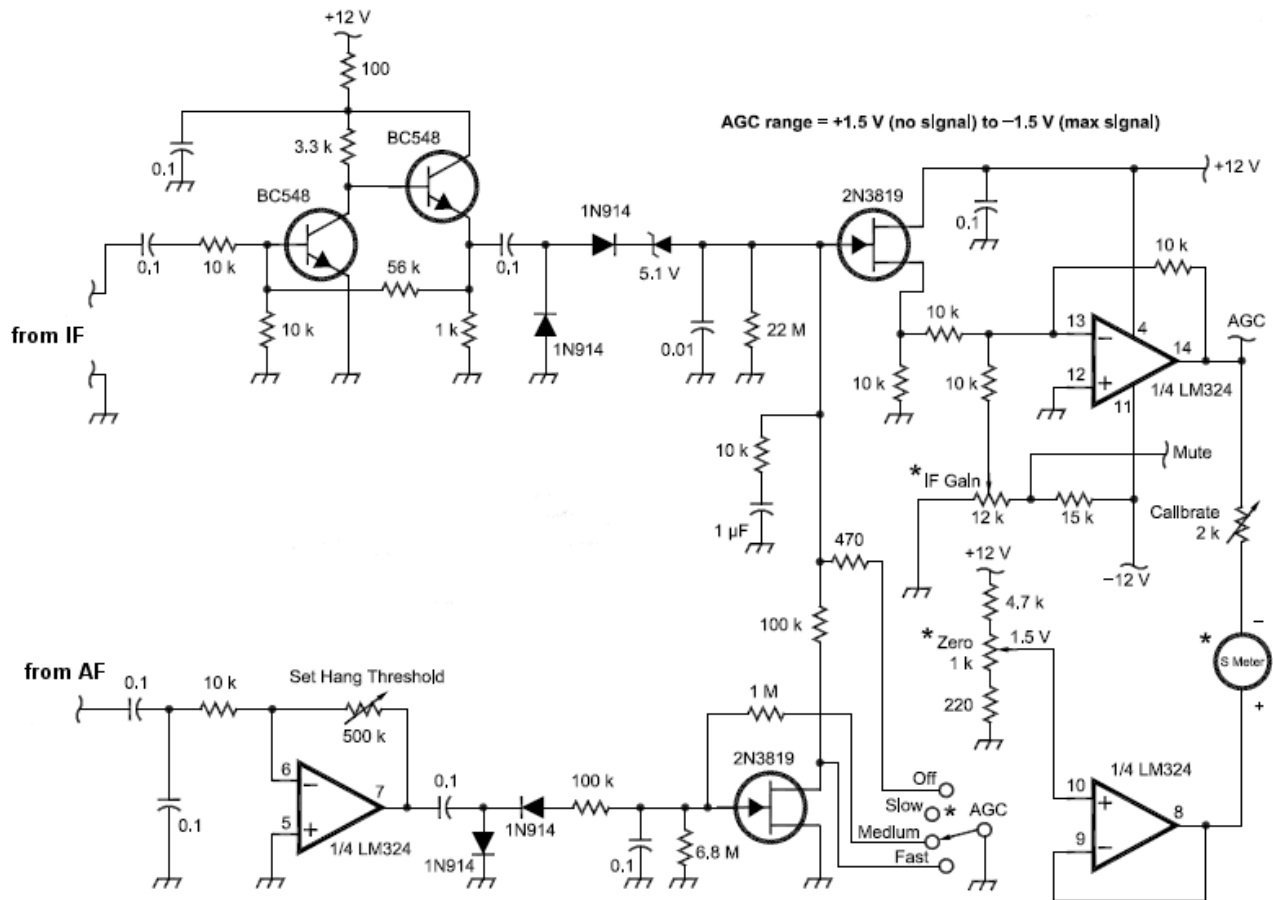 +12 V
100
3.3 k
BC548
0.1
BC548
0.1
10 k
56 k
10 k
1 k
from IF
0.1
1N914
5.1 V
1N914
0.01
22 M
AGC range = +1.5 V (no signal) to −1.5 V (max signal)
2N3819
0.1
+12 V
10 k
10 k
13
4
14
12
11
1/4 LM324
AGC
10 k
10 k
Mute
* IF Gain
12 k
15 k
−12 V
Calibrate
2 k
10 k
1 µF
470
100 k
+12 V
4.7 k
* Zero
1 k
1.5 V
220
−
* S Meter
+
from AF
0.1
10 k
Set Hang Threshold
500 k
0.1
6
7
5
1/4 LM324
0.1
1N914
1N914
100 k
0.1
6.8 M
1 M
2N3819
Off
Slow
* AGC
Medium
Fast
1/4 LM324
10
8
9